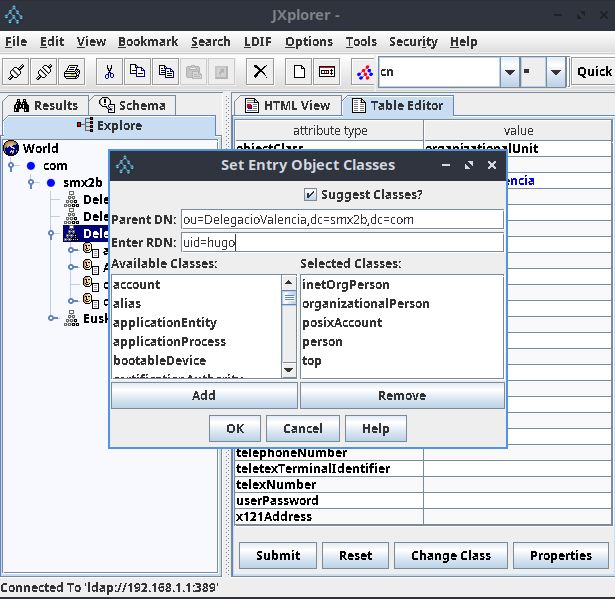 JXplorer -
File Edit View Bookmark Search LDIF Options Tools Security Help
cn = Quick
Results Schema
Explore
HTML View Table Editor
attribute type value
World
com
smx2b
Dele
Dele
Dele
Eusk
objectClass organizationalUnit
encia
Set Entry Object Classes
Suggest Classes?
Parent DN: ou=DelegacioValencia,dc=smx2b,dc=com
Enter RDN: uid=hugo
Available Classes: Selected Classes:
account
alias
applicationEntity
applicationProcess
bootableDevice
certificationAuthority
inetOrgPerson
organizationalPerson
posixAccount
person
top
Add Remove
OK Cancel Help
telephoneNumber
teletexTerminalIdentifier
telexNumber
userPassword
x121Address
Submit Reset Change Class Properties
Connected To 'ldap://192.168.1.1:389'